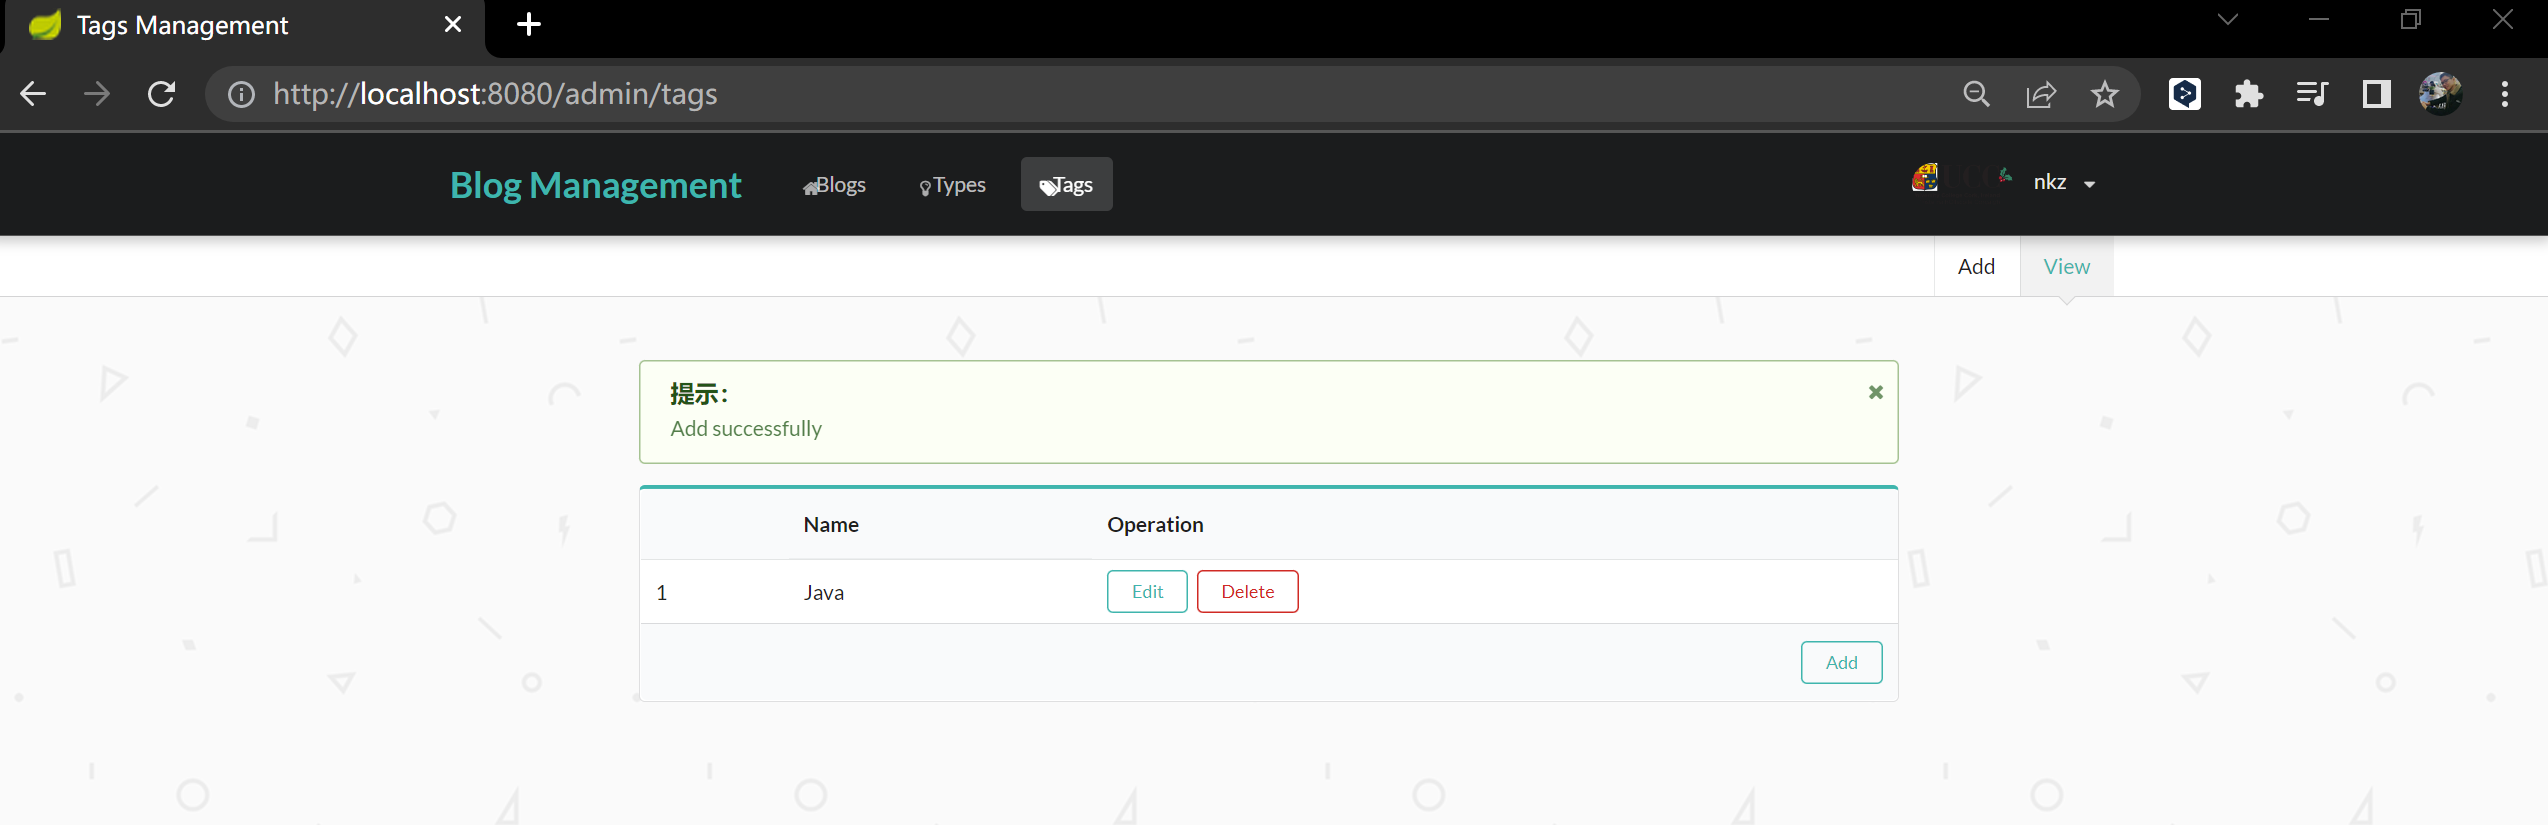 Tags Management
http://localhost:8080/admin/tags
Blog Management
Blogs
Types
Tags
nkz
Add
View
提示：
Add successfully
Name
Operation
1
Java
Edit
Delete
Add